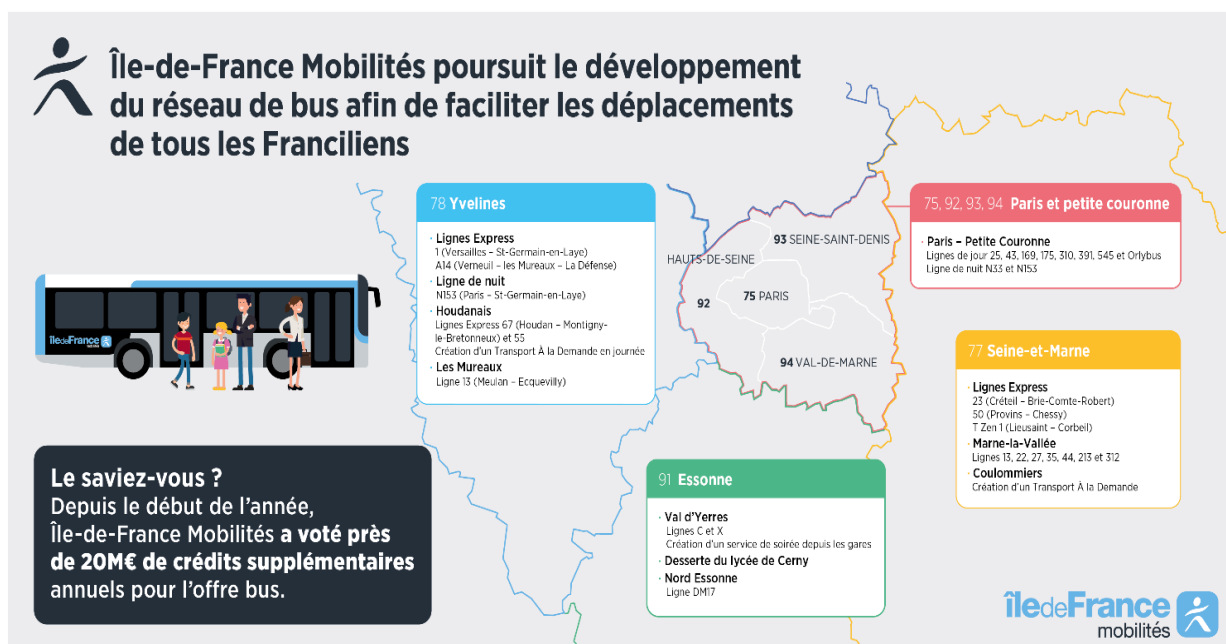 Île-de-France Mobilités poursuit le développement
du réseau de bus afin de faciliter les déplacements
de tous les Franciliens
78 Yvelines
· Lignes Express
1 (Versailles – St-Germain-en-Laye)
A14 (Verneuil – les Mureaux – La Défense)
· Ligne de nuit
N153 (Paris – St-Germain-en-Laye)
· Houdanais
Lignes Express 67 (Houdan – Montigny-
le-Bretonneux) et 55
Création d'un Transport À la Demande en journée
· Les Mureaux
Ligne 13 (Meulan – Ecquevilly)
93 SEINE-SAINT-DENIS
HAUTS-DE-SEINE
92
75 PARIS
94 VAL-DE-MARNE
75, 92, 93, 94 Paris et petite couronne
· Paris – Petite Couronne
Lignes de jour 25, 43, 169, 175, 310, 391, 545 et Orlybus
Ligne de nuit N33 et N153
77 Seine-et-Marne
· Lignes Express
23 (Créteil – Brie-Comte-Robert)
50 (Provins – Chessy)
T Zen 1 (Lieusaint – Corbeil)
· Marne-la-Vallée
Lignes 13, 22, 27, 35, 44, 213 et 312
· Coulommiers
Création d'un Transport À la Demande
91 Essonne
· Val d'Yerres
Lignes C et X
Création d'un service de soirée depuis les gares
· Desserte du lycée de Cerny
· Nord Essonne
Ligne DM17
îledeFrance
Le saviez-vous ?
Depuis le début de l'année,
Île-de-France Mobilités a voté près
de 20M€ de crédits supplémentaires
annuels pour l'offre bus.
îledeFrance
mobilités